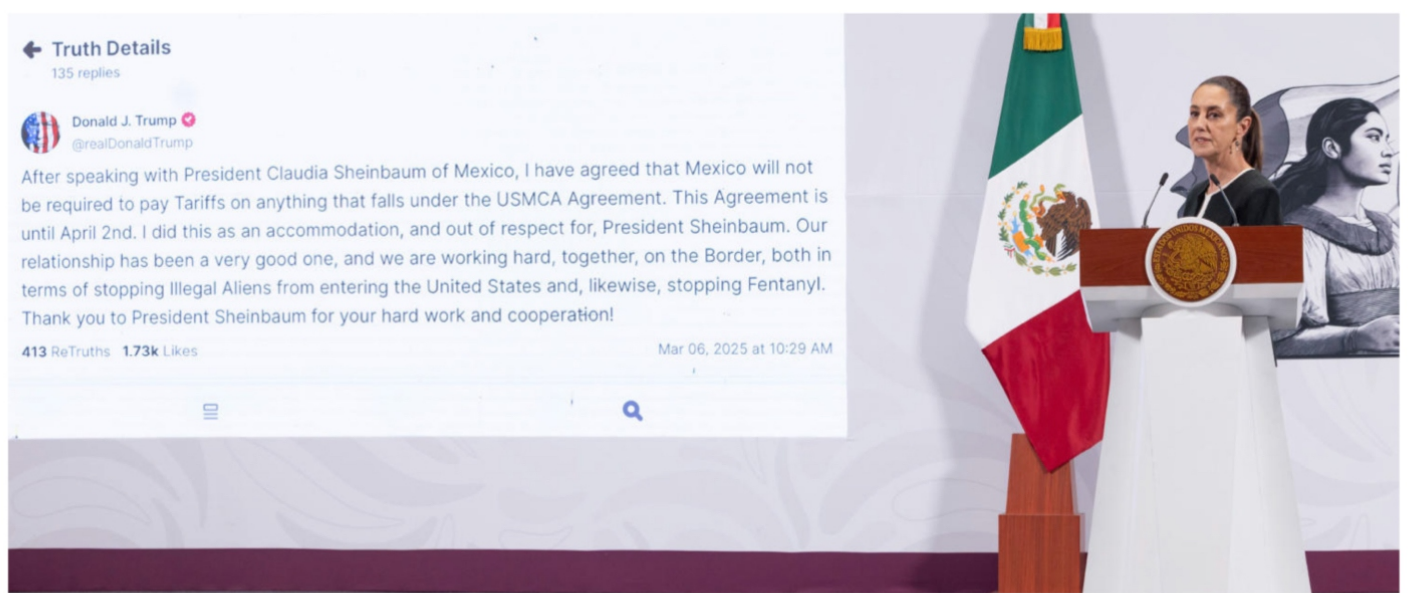 Truth Details
135 replies
Donald J. Trump
@realDonaldTrump
After speaking with President Claudia Sheinbaum of Mexico, I have agreed that Mexico will not
be required to pay Tariffs on anything that falls under the USMCA Agreement. This Agreement is
until April 2nd. I did this as an accommodation, and out of respect for, President Sheinbaum. Our
relationship has been a very good one, and we are working hard, together, on the Border, both in
terms of stopping Illegal Aliens from entering the United States and, likewise, stopping Fentanyl.
Thank you to President Sheinbaum for your hard work and cooperation!
413 ReTruths 1.73k Likes
Mar 06, 2025 at 10:29 AM
ESTADOS UNIDOS MEXICANOS